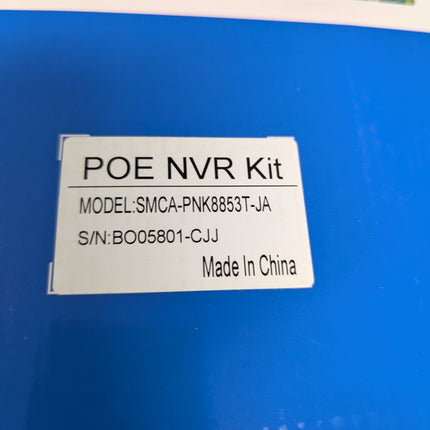 POE NVR Kit
MODEL:SMCA-PNK8853T-JA
S/N:BO05801-CJJ
Made In China